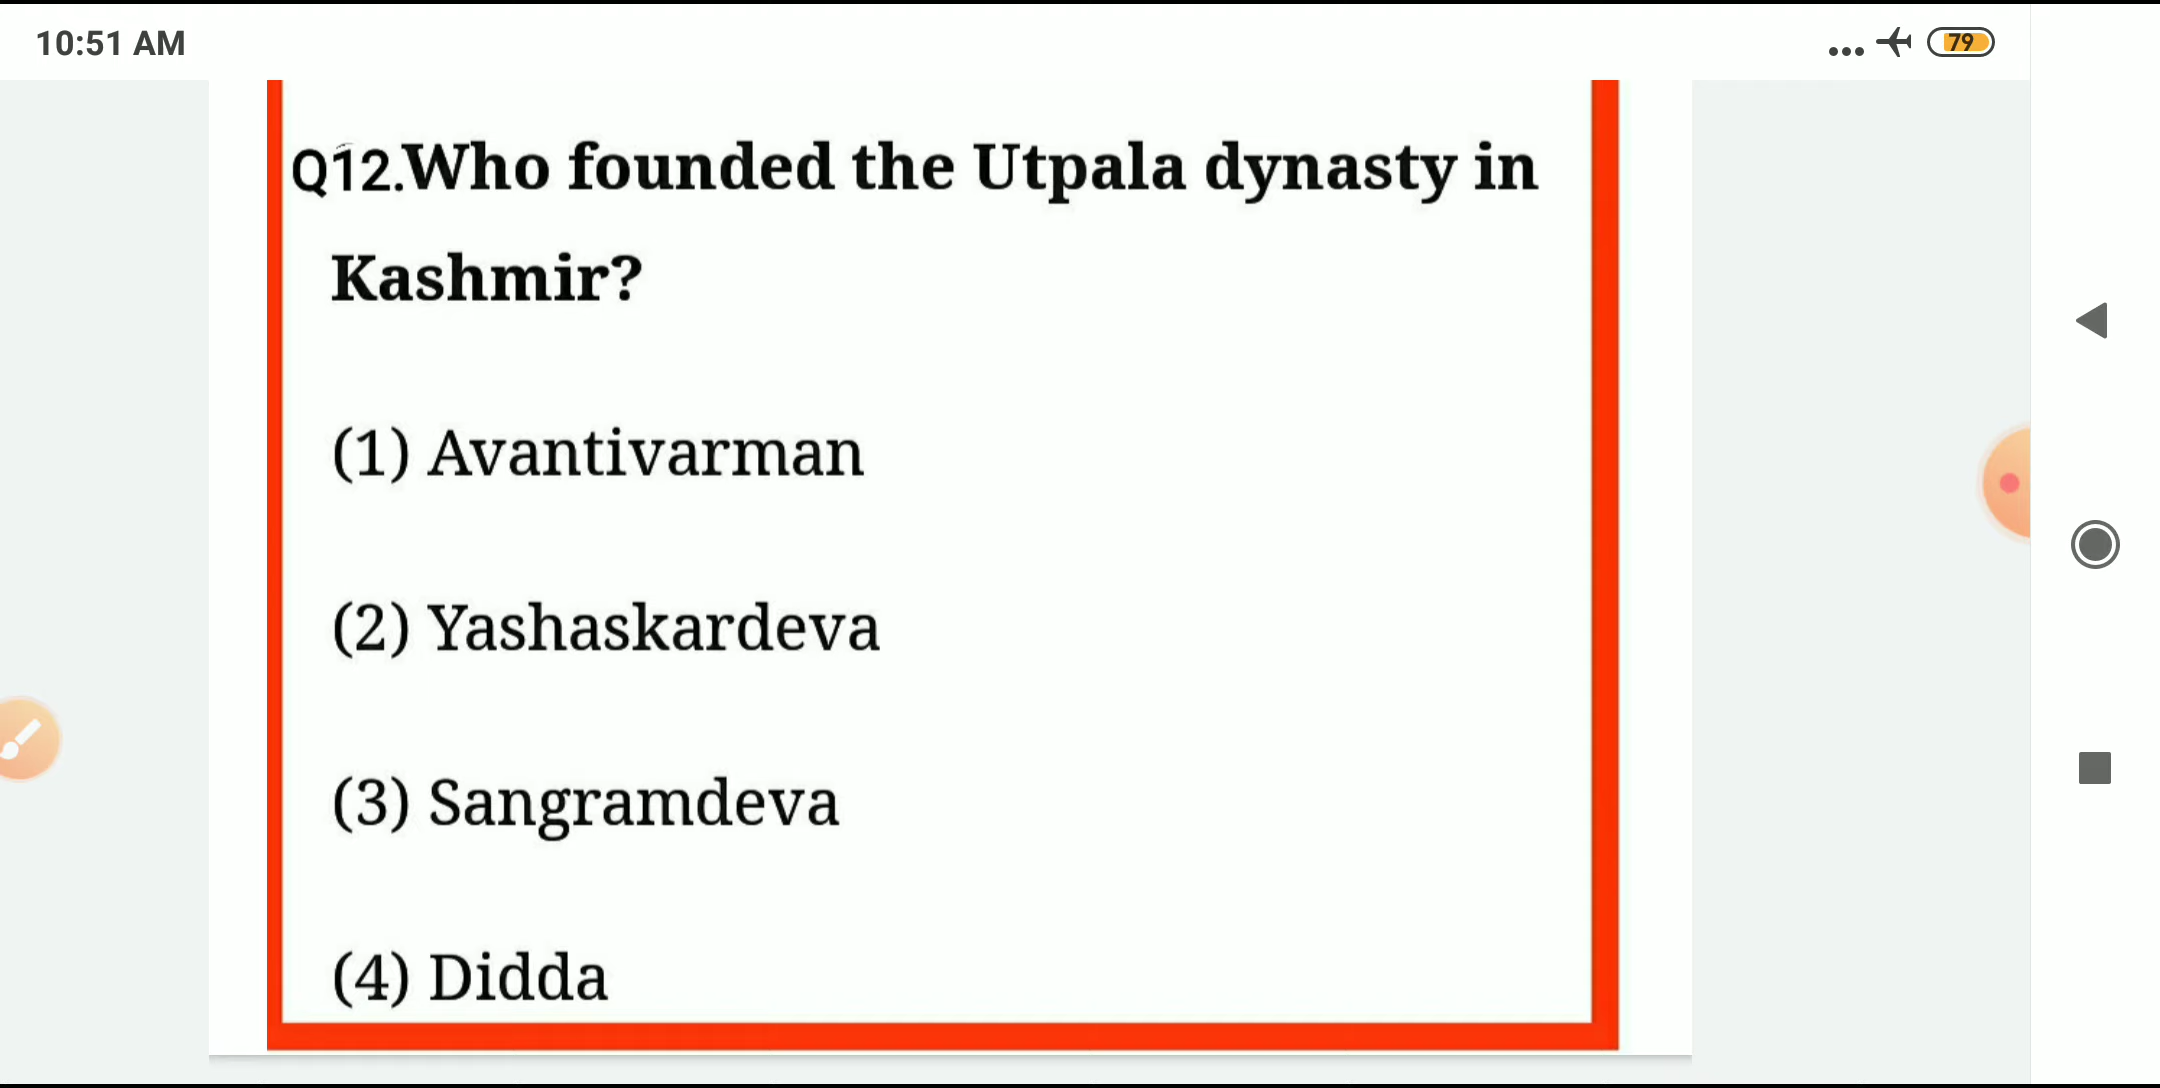 10:51 AM
... 79
Q12.Who founded the Utpala dynasty in
Kashmir?
(1) Avantivarman
(2) Yashaskardeva
(3) Sangramdeva
(4) Didda